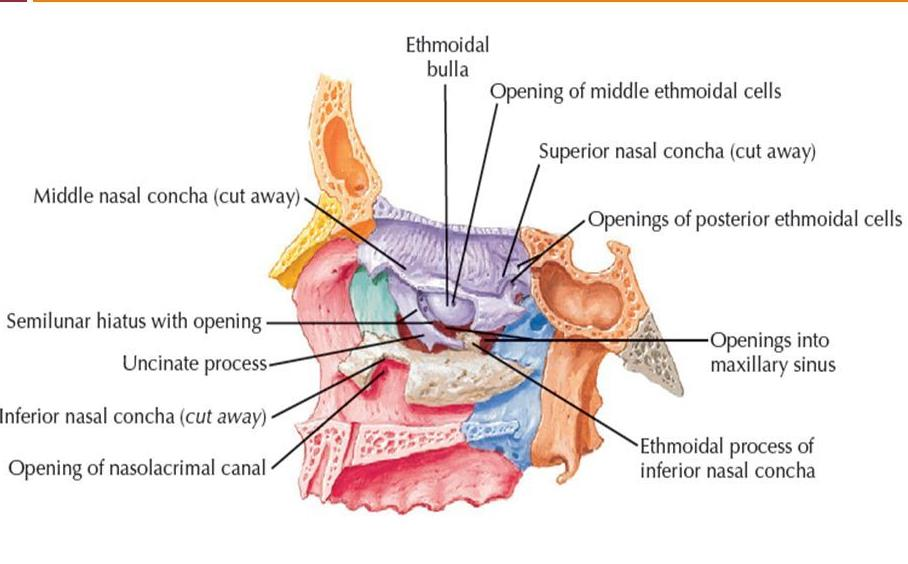 Ethmoidal
bulla
Opening of middle ethmoidal cells
Superior nasal concha (cut away)
Middle nasal concha (cut away)
Openings of posterior ethmoidal cells
Semilunar hiatus with opening
Uncinate process
Openings into
maxillary sinus
Inferior nasal concha (cut away)
Ethmoidal process of
inferior nasal concha
Opening of nasolacrimal canal